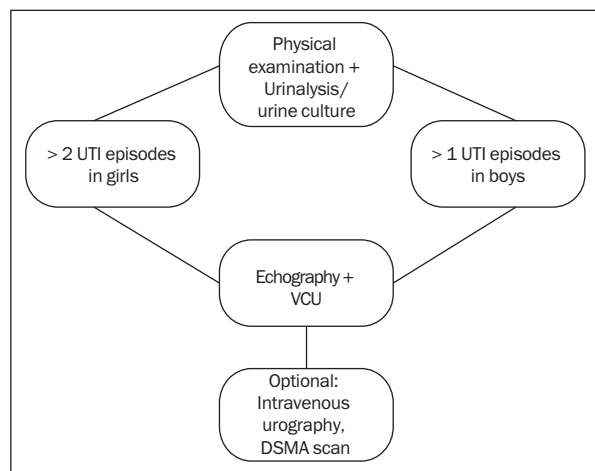 Physical
examination +
Urinalysis/
urine culture
> 2 UTI episodes
in girls
> 1 UTI episodes
in boys
Echography +
VCU
Optional:
Intravenous
urography,
DSMA scan